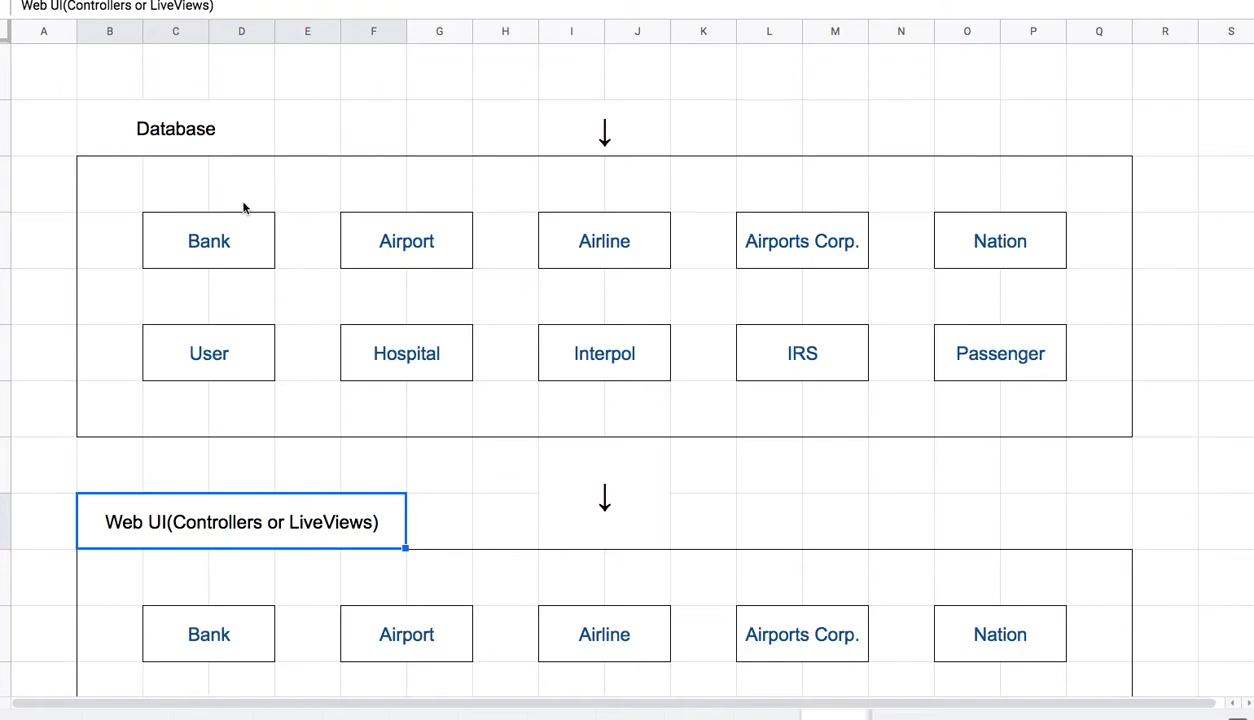 Web UI(Controllers or LiveViews)
A B C D E F G H I J K L M N O P Q R S
Database ↓
Bank Airport Airline Airports Corp. Nation
User Hospital Interpol IRS Passenger
↓
Web UI(Controllers or LiveViews)
Bank Airport Airline Airports Corp. Nation